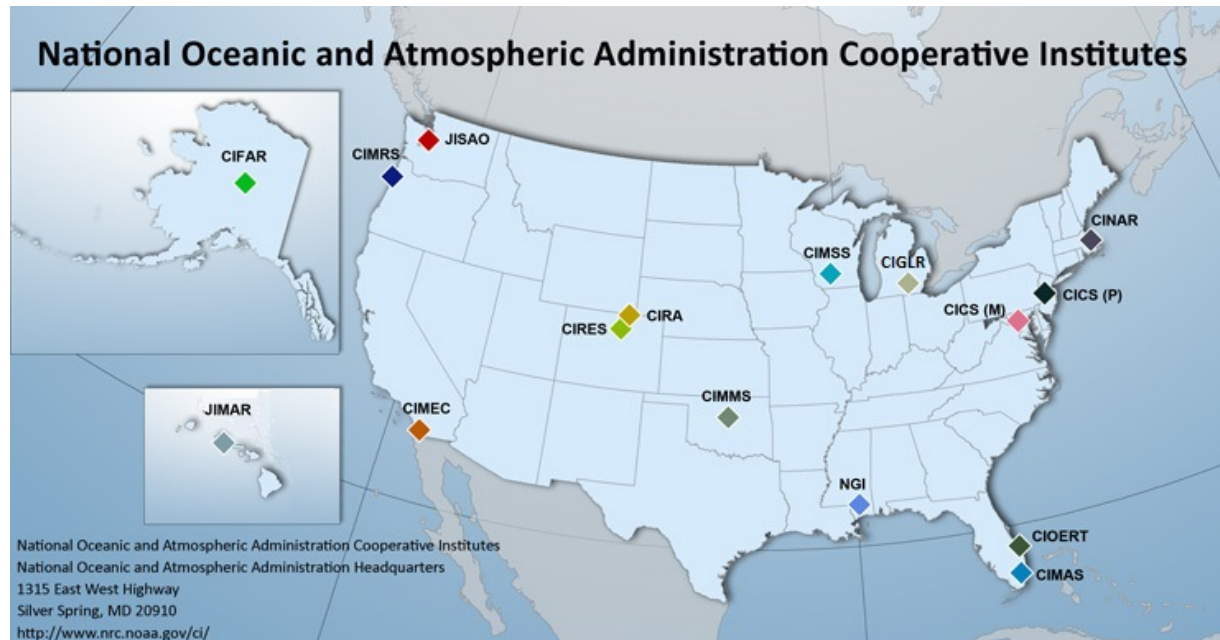 National Oceanic and Atmospheric Administration Cooperative Institutes
CIFAR
JISAO
CIMRS
CINAR
CIMSS
CIGLR
CICS (P)
CICS (M)
CIRA
CIRES
CIMMS
JIMAR
CIMEC
NGI
CIOERT
CIMAS
National Oceanic and Atmospheric Administration Cooperative Institutes
National Oceanic and Atmospheric Administration Headquarters
1315 East West Highway
Silver Spring, MD 20910
http://www.nrc.noaa.gov/ci/